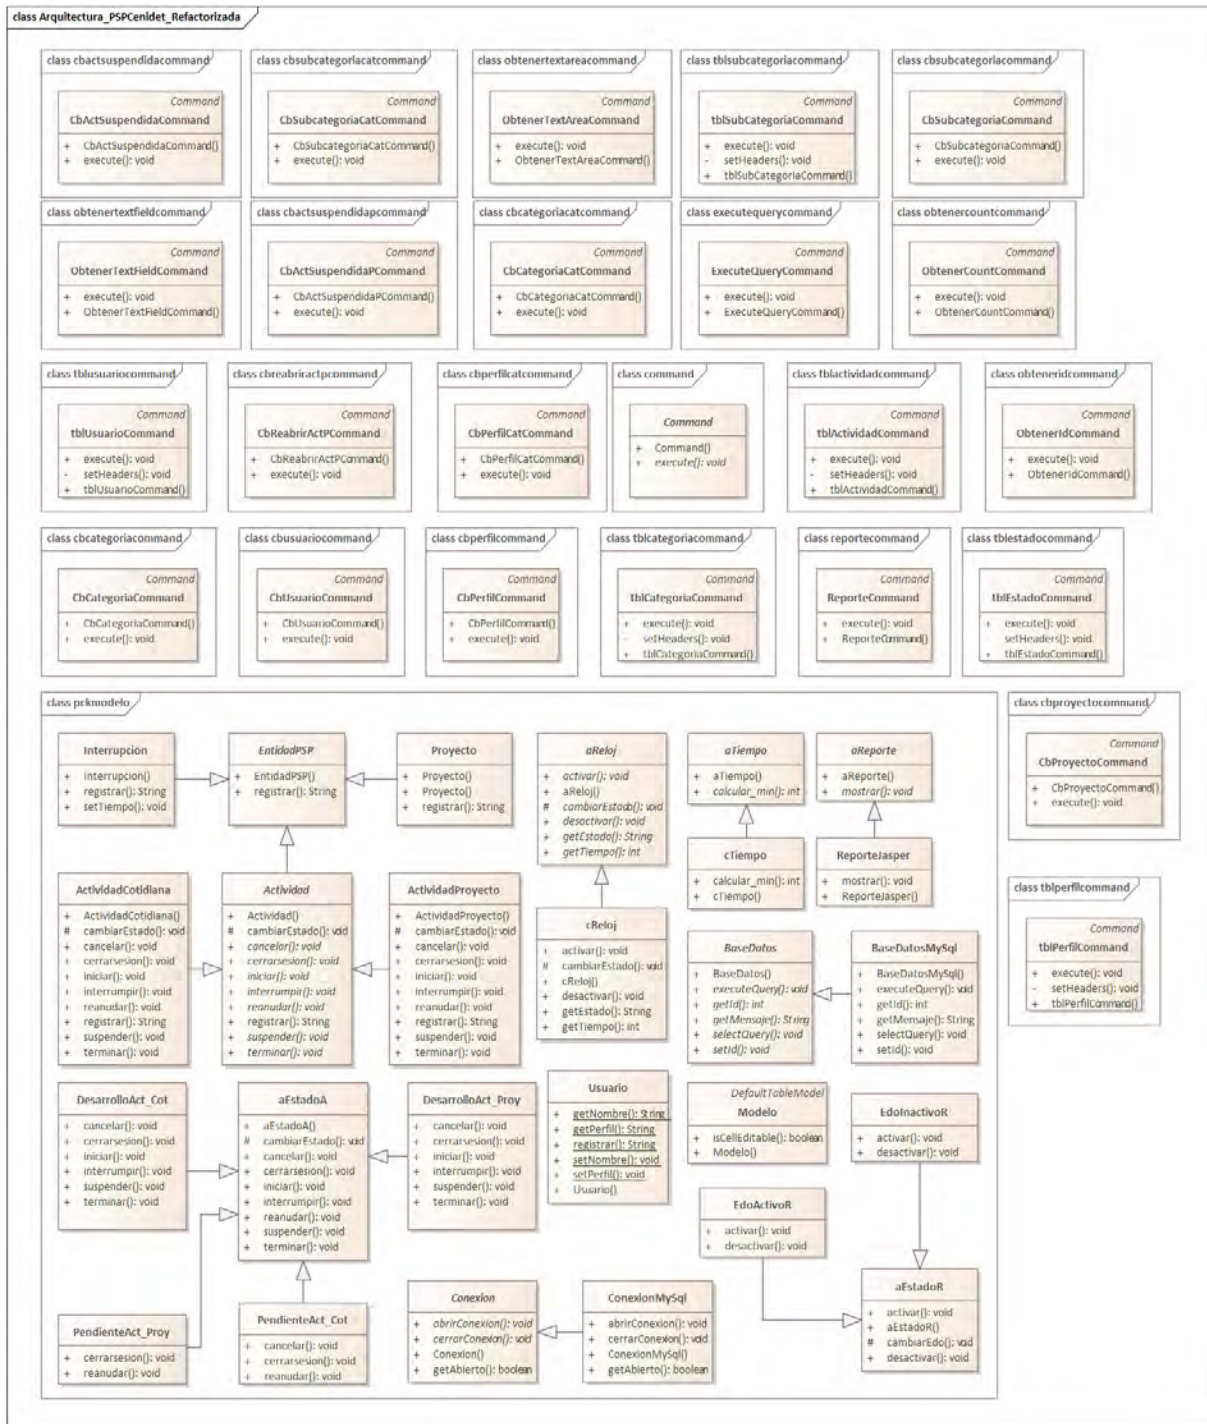 class Arquitectura_PSPCenidet_Refactorizada
class cbactsuspendidacommand
Command
CbActSuspendidaCommand
+ CbActSuspendidaCommand()
+ execute(): void
class cbsubcategoriacatcommand
Command
CbSubcategoriaCatCommand
+ CbSubcategoriaCatCommand()
+ execute(): void
class obtenertextareacommand
Command
ObtenerTextAreaCommand
+ execute(): void
+ ObtenerTextAreaCommand()
class tblsubcategoriacommand
Command
tblSubCategoriaCommand
+ execute(): void
- setHeaders(): void
+ tblSubCategoriaCommand()
class cbsubcategoriacommand
Command
CbSubcategoriaCommand
+ CbSubcategoriaCommand()
+ execute(): void
class obtenertextfieldcommand
Command
ObtenerTextFieldCommand
+ execute(): void
+ ObtenerTextFieldCommand()
class cbactsuspendidapcommand
Command
CbActSuspendidaPCommand
+ CbActSuspendidaPCommand()
+ execute(): void
class cbcategoriacatcommand
Command
CbCategoriaCatCommand
+ CbCategoriaCatCommand()
+ execute(): void
class executequerycommand
Command
ExecuteQueryCommand
+ execute(): void
+ ExecuteQueryCommand()
class obtenercountcommand
Command
ObtenerCountCommand
+ execute(): void
+ ObtenerCountCommand()
class tblusuariocommand
Command
tblUsuarioCommand
+ execute(): void
- setHeaders(): void
+ tblUsuarioCommand()
class cbreabriractpcommand
Command
CbReabrirActPCommand
+ CbReabrirActPCommand()
+ execute(): void
class cbperfilcatcommand
Command
CbPerfilCatCommand
+ CbPerfilCatCommand()
+ execute(): void
class command
Command
+ Command()
+ execute(): void
class tblactividadcommand
Command
tblActividadCommand
+ execute(): void
- setHeaders(): void
+ tblActividadCommand()
class obteneridcommand
Command
ObtenerIdCommand
+ execute(): void
+ ObtenerIdCommand()
class cbcategoriacommand
Command
CbCategoriaCommand
+ CbCategoriaCommand()
+ execute(): void
class cbusuariocommand
Command
CbUsuarioCommand
+ CbUsuarioCommand()
+ execute(): void
class cbperfilcommand
Command
CbPerfilCommand
+ CbPerfilCommand()
+ execute(): void
class tblcategoriacommand
Command
tblCategoriaCommand
+ execute(): void
- setHeaders(): void
+ tblCategoriaCommand()
class reportecommand
Command
ReporteCommand
+ execute(): void
+ ReporteCommand()
class tblestadocommand
Command
tblEstadoCommand
+ execute(): void
setHeaders(): void
+ tblEstadoCommand()
class pckmodelo
Interrupcion
+ Interrupcion()
+ registrar(): String
+ setTiempo(): void
EntidadPSP
+ EntidadPSP()
+ registrar(): String
Proyecto
+ Proyecto()
+ Proyecto()
+ registrar(): String
aReloj
+ activar(): void
+ aReloj()
# cambiarEstado(): void
+ desactivar(): void
+ getEstado(): String
+ getTiempo(): int
aTiempo
+ aTiempo()
+ calcular_min(): int
aReporte
+ aReporte()
+ mostrar(): void
class cbproyectocommand
Command
CbProyectoCommand
+ CbProyectoCommand()
+ execute(): void
cTiempo
+ calcular_min(): int
+ cTiempo()
ReporteJasper
+ mostrar(): void
+ ReporteJasper()
ActividadCotidiana
+ ActividadCotidiana()
# cambiarEstado(): void
+ cancelar(): void
+ cerrarsesion(): void
+ iniciar(): void
+ interrumpir(): void
+ reanudar(): void
+ registrar(): String
+ suspender(): void
+ terminar(): void
Actividad
+ Actividad()
# cambiarEstado(): void
+ cancelar(): void
+ cerrarsesion(): void
+ iniciar(): void
+ interrumpir(): void
+ reanudar(): void
+ registrar(): String
+ suspender(): void
+ terminar(): void
ActividadProyecto
+ ActividadProyecto()
# cambiarEstado(): void
+ cancelar(): void
+ cerrarsesion(): void
+ iniciar(): void
+ interrumpir(): void
+ reanudar(): void
+ registrar(): String
+ suspender(): void
+ terminar(): void
cReloj
+ activar(): void
# cambiarEstado(): void
+ cReloj()
+ desactivar(): void
+ getEstado(): String
+ getTiempo(): int
BaseDatos
+ BaseDatos()
+ executeQuery(): void
+ getId(): int
+ getMensaje(): String
+ selectQuery(): void
+ setId(): void
BaseDatosMySql
+ BaseDatosMySql()
+ executeQuery(): void
+ getId(): int
+ getMensaje(): String
+ selectQuery(): void
+ setId(): void
class tblperfilcommand
Command
tblPerfilCommand
+ execute(): void
- setHeaders(): void
+ tblPerfilCommand()
DesarrolloAct_Cot
+ cancelar(): void
+ cerrarsesion(): void
+ iniciar(): void
+ interrumpir(): void
+ suspender(): void
+ terminar(): void
aEstadoA
+ aEstadoA()
# cambiarEstado(): void
+ cancelar(): void
+ cerrarsesion(): void
+ iniciar(): void
+ interrumpir(): void
+ reanudar(): void
+ suspender(): void
+ terminar(): void
DesarrolloAct_Proy
+ cancelar(): void
+ cerrarsesion(): void
+ iniciar(): void
+ interrumpir(): void
+ suspender(): void
+ terminar(): void
Usuario
+ getNombre(): String
+ getPerfil(): String
+ registrar(): String
+ setNombre(): void
+ setPerfil(): void
+ Usuario()
DefaultTableModel
Modelo
+ isCellEditable(): boolean
+ Modelo()
EdoInactivoR
+ activar(): void
+ desactivar(): void
EdoActivoR
+ activar(): void
+ desactivar(): void
PendienteAct_Proy
+ cerrarsesion(): void
+ reanudar(): void
PendienteAct_Cot
+ cancelar(): void
+ cerrarsesion(): void
+ reanudar(): void
Conexion
+ abrirConexion(): void
+ cerrarConexion(): void
+ Conexion()
+ getAbierto(): boolean
ConexionMySql
+ abrirConexion(): void
+ cerrarConexion(): void
+ ConexionMySql()
+ getAbierto(): boolean
aEstadoR
+ activar(): void
+ aEstadoR()
# cambiarEdo(): void
+ desactivar(): void